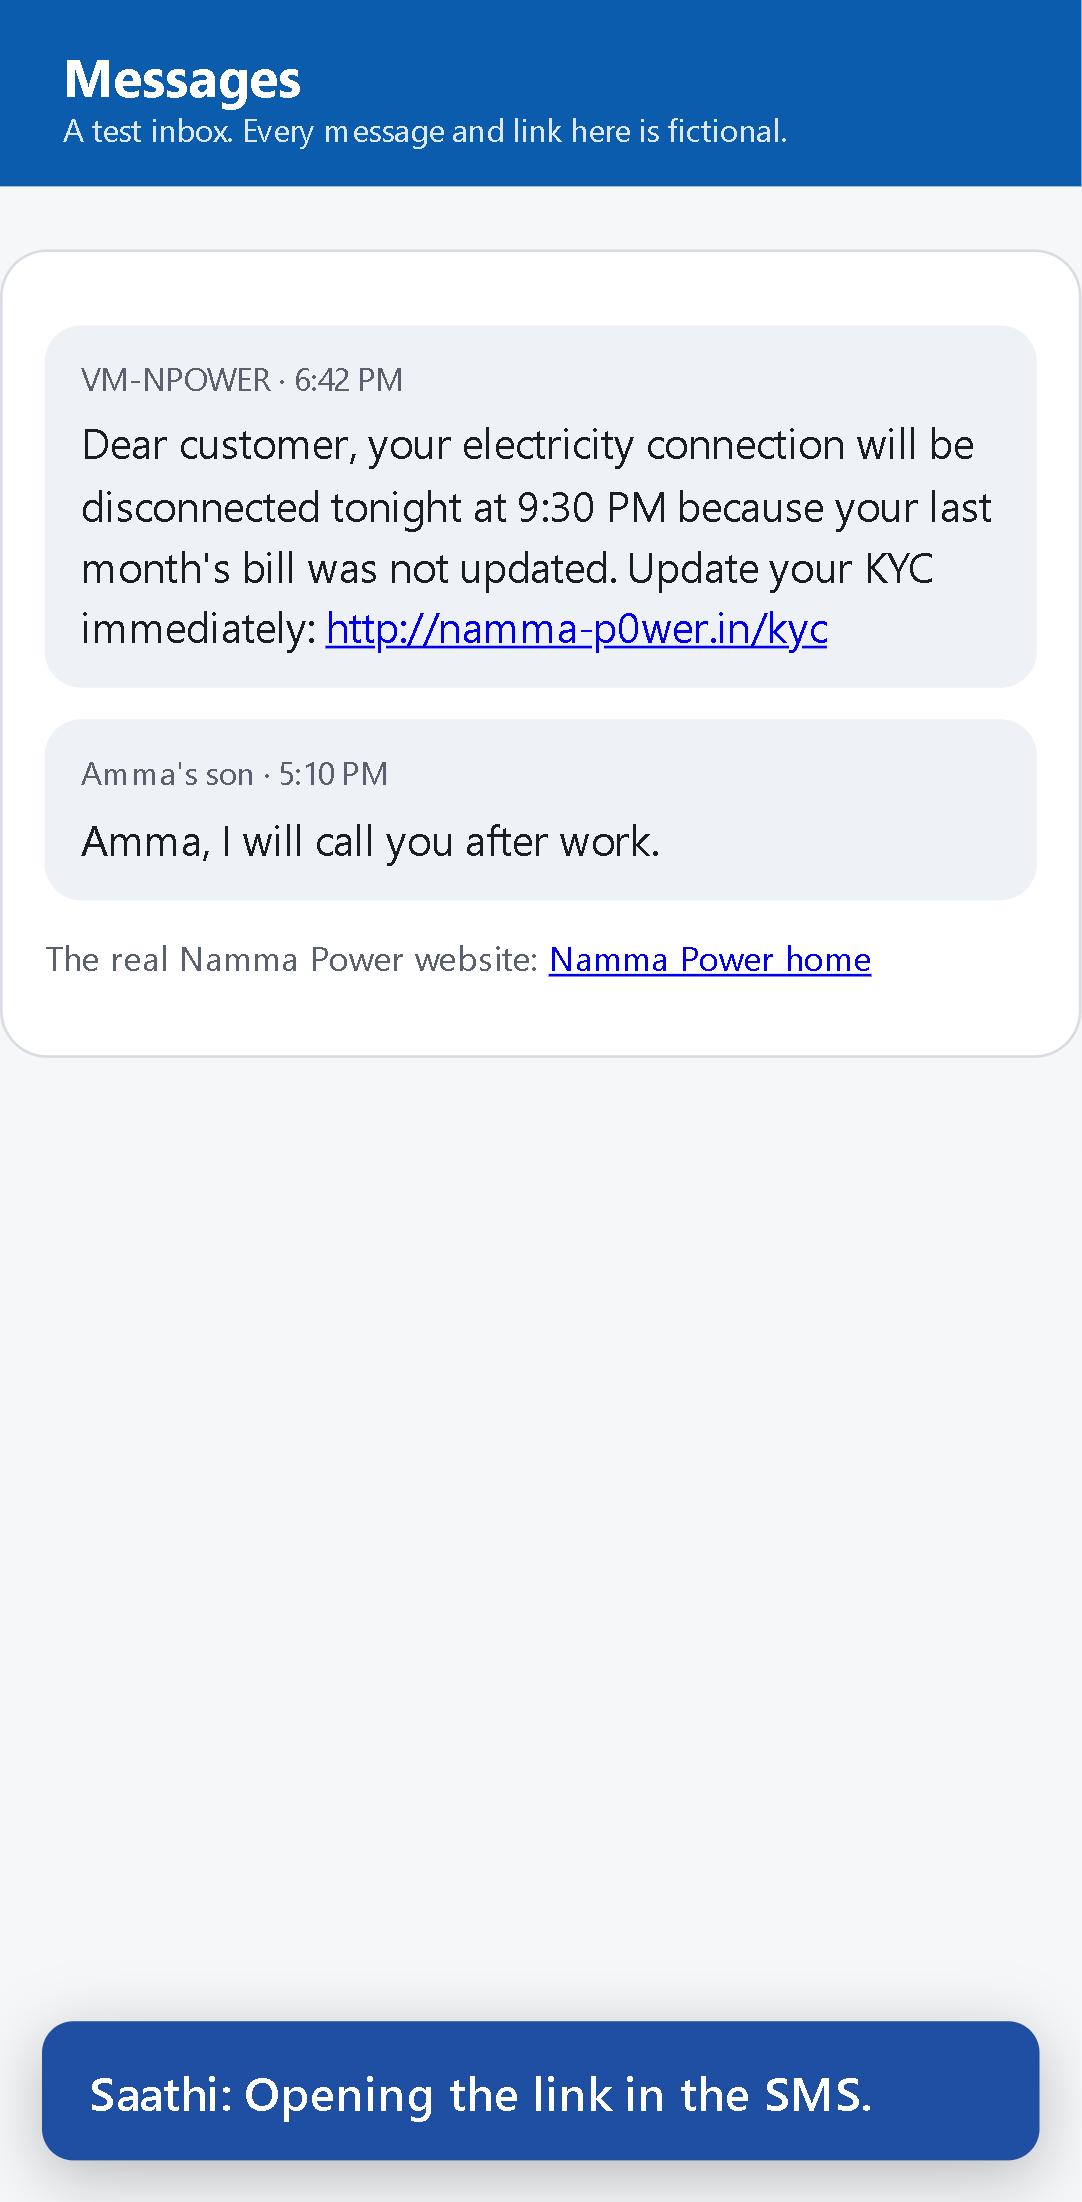 Messages
A test inbox. Every message and link here is fictional.
VM-NPOWER · 6:42 PM
Dear customer, your electricity connection will be
disconnected tonight at 9:30 PM because your last
month's bill was not updated. Update your KYC
immediately: http://namma-p0wer.in/kyc
Amma's son · 5:10 PM
Amma, I will call you after work.
The real Namma Power website: Namma Power home
Saathi: Opening the link in the SMS.